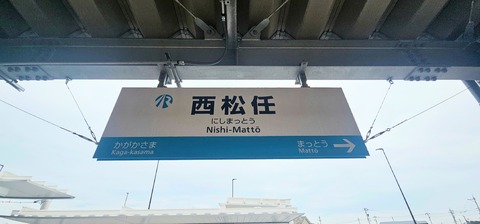 西松任
にしまっとう
Nishi-Mattō
かがかさま
Kaga-kasama
まっとう
Mattō